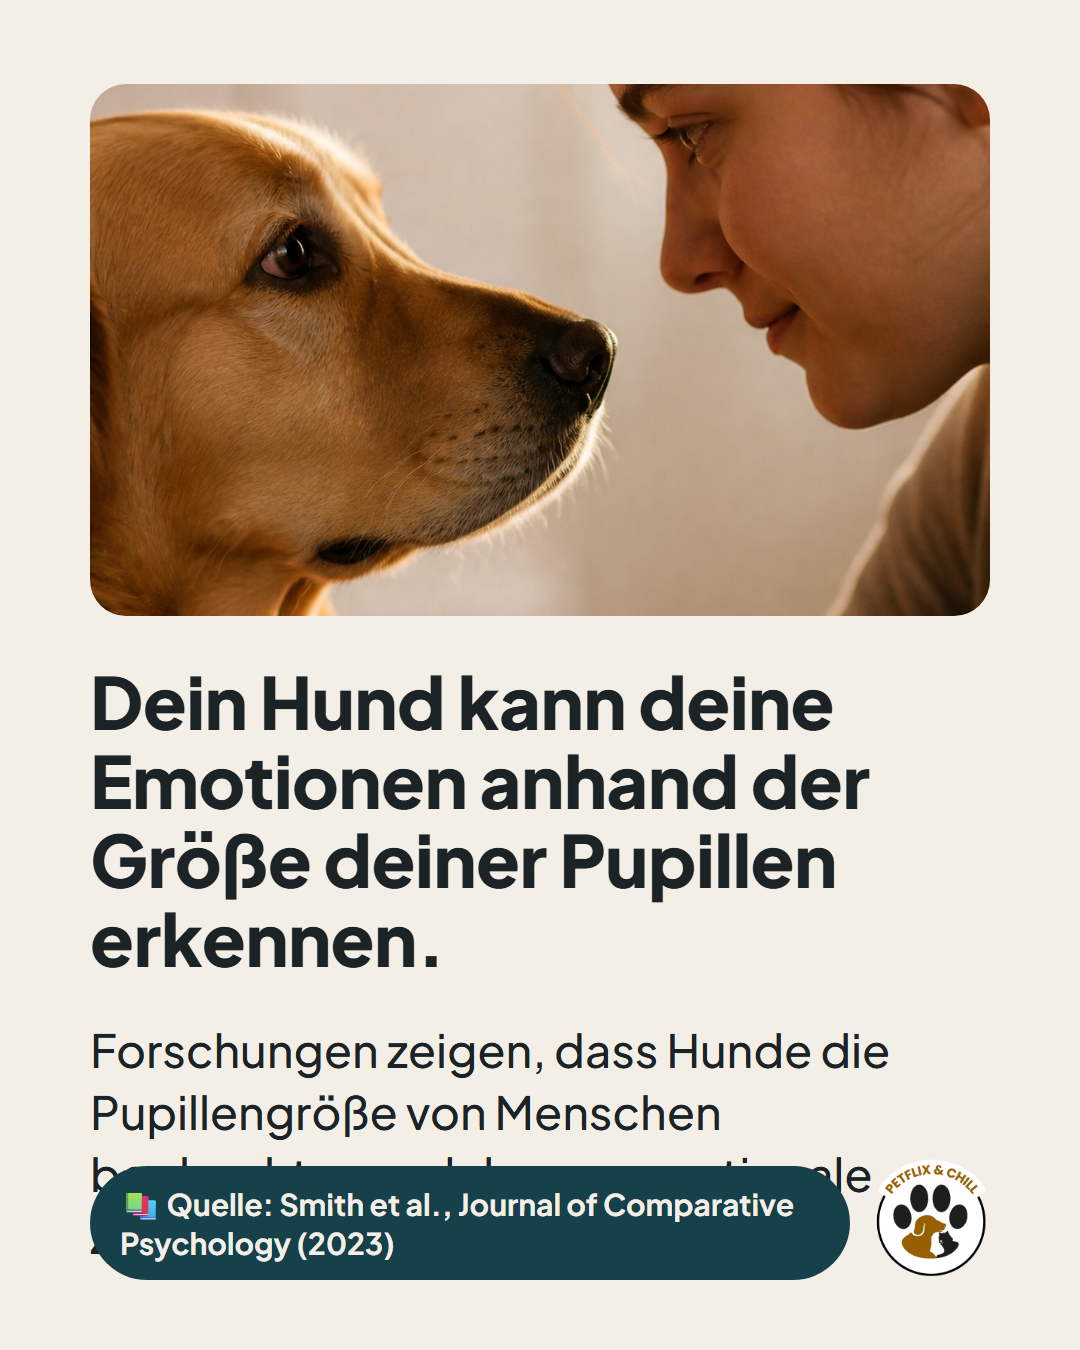 Dein Hund kann deine
Emotionen anhand der
Größe deiner Pupillen
erkennen.
Forschungen zeigen, dass Hunde die
Pupillengröße von Menschen
📚 Quelle: Smith et al., Journal of Comparative
Psychology (2023)
PETFLIX & CHILL